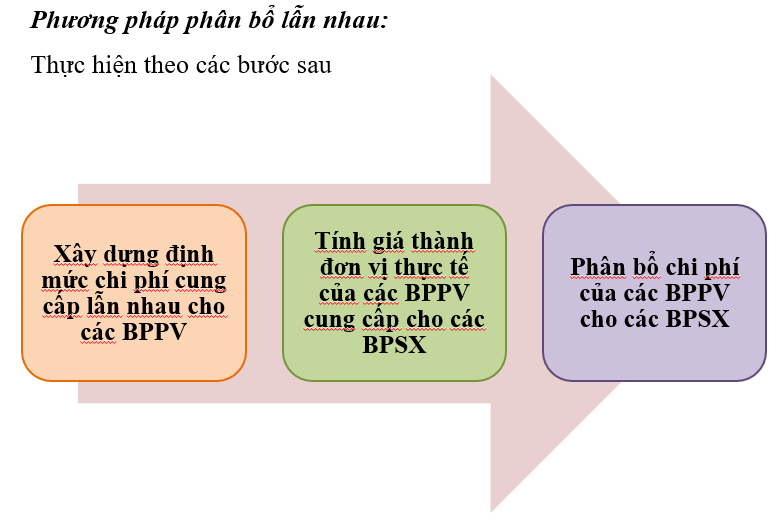 Phương pháp phân bổ lẫn nhau:
Thực hiện theo các bước sau
Xây dựng định
mức chi phí cung
cấp lẫn nhau cho
các BPPV
Tính giá thành
đơn vị thực tế
của các BPPV
cung cấp cho các
BPSX
Phân bổ chi phí
của các BPPV
cho các BPSX